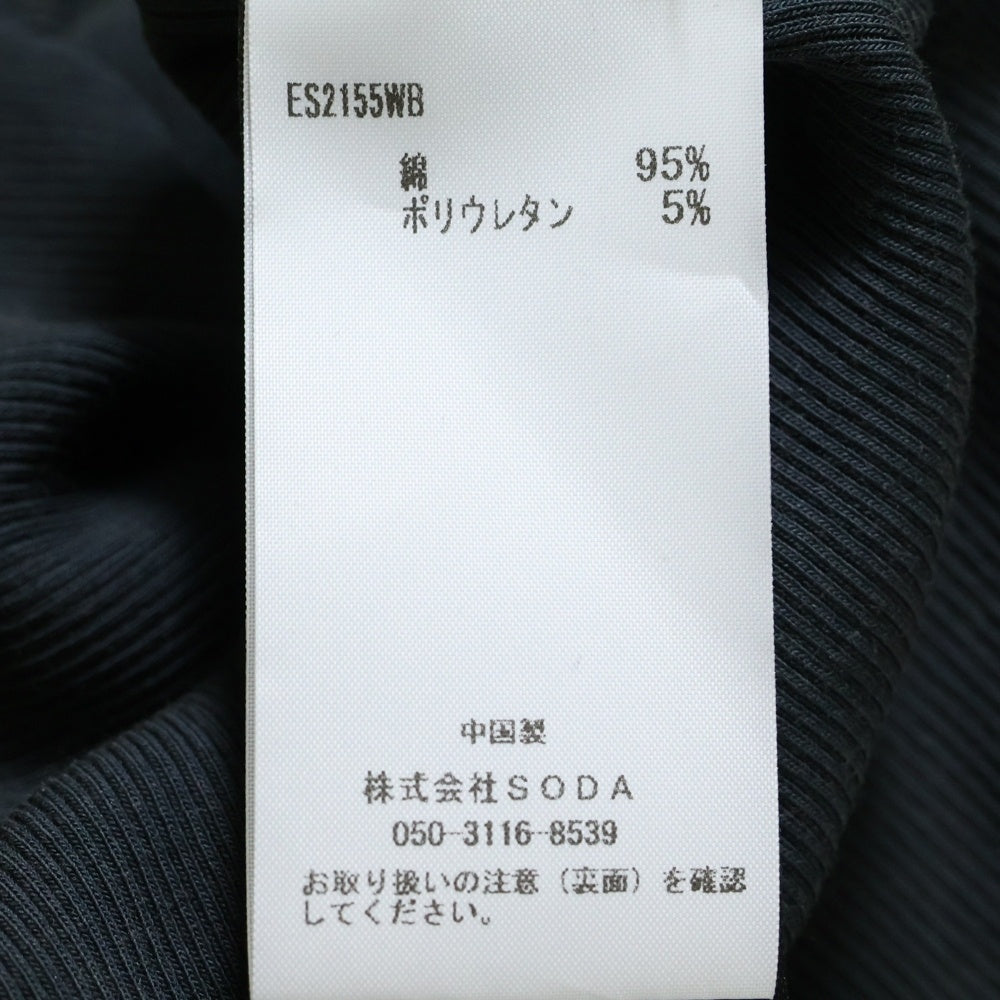 ES2155WB
綿 95%
ポリウレタン 5%
中国製
株式会社SODA
050-3116-8539
お取り扱いの注意(裏面)を確認
してください。